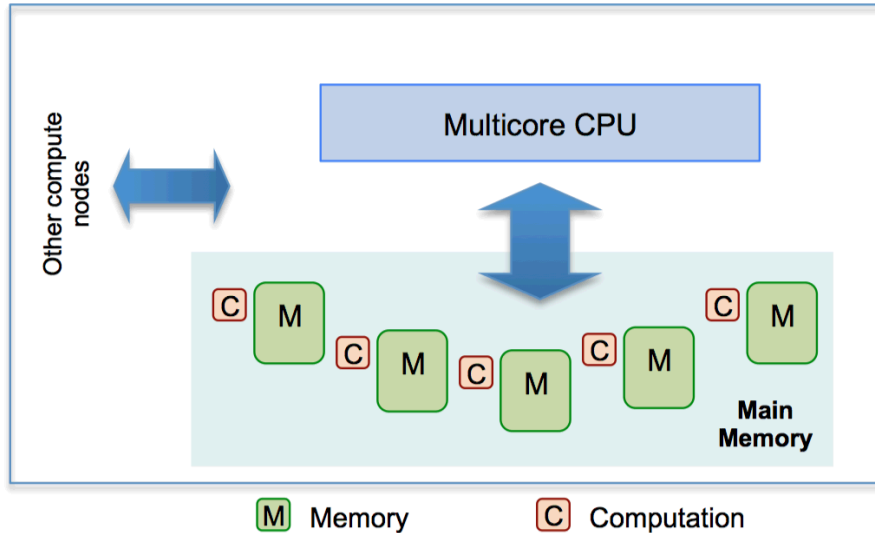 Multicore CPU
Other compute
nodes
C
M
C
M
C
M
C
M
C
M
Main
Memory
M Memory
C Computation